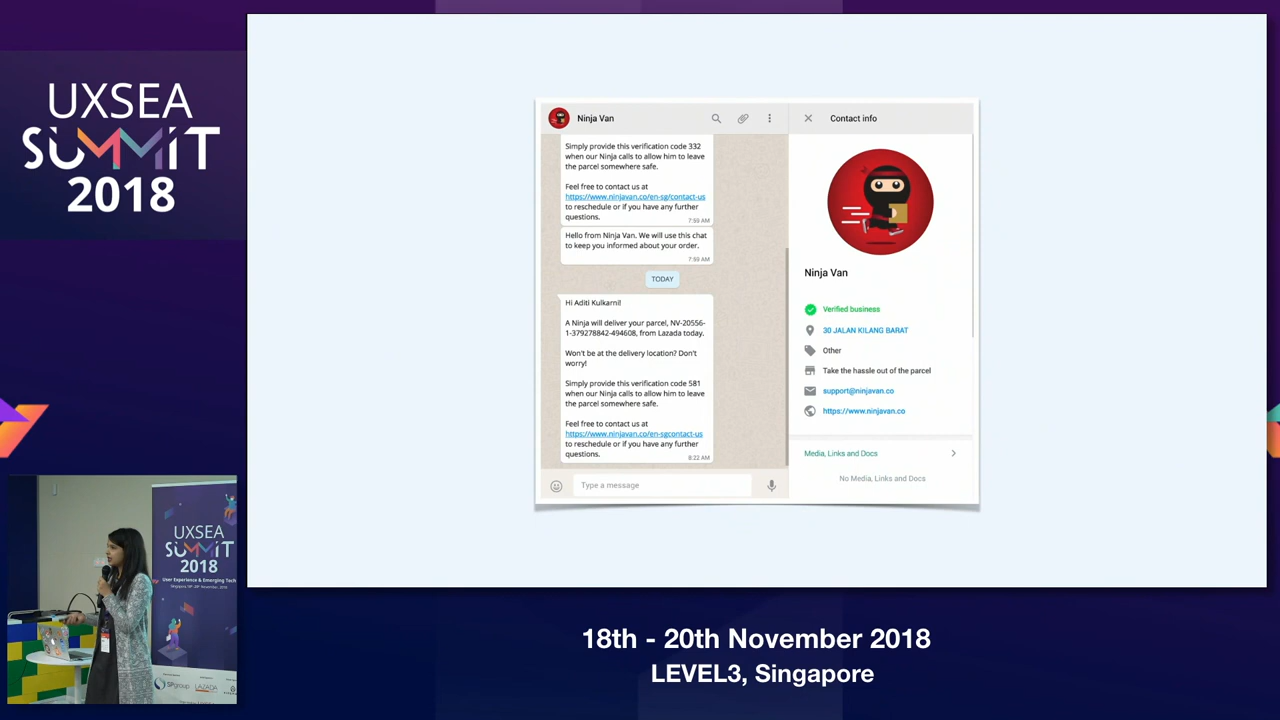 UXSEA
SUMMIT
2018
Ninja Van
Simply provide this verification code 332
when our Ninja calls to allow him to leave
the parcel somewhere safe.
Feel free to contact us at
https://www.ninjavan.co/en-sg/contact-us
to reschedule or if you have any further
questions.
7:59 AM
Hello from Ninja Van. We will use this chat
to keep you informed about your order.
7:59 AM
TODAY
Hi Aditi Kulkarni!
A Ninja will deliver your parcel, NV-20556-
1-379278842-494608, from Lazada today.
Won't be at the delivery location? Don't
worry!
Simply provide this verification code 581
when our Ninja calls to allow him to leave
the parcel somewhere safe.
Feel free to contact us at
https://www.ninjavan.co/en-sgcontact-us
to reschedule or if you have any further
questions.
8:22 AM
Type a message
Contact info
Ninja Van
Verified business
30 JALAN KILANG BARAT
Other
Take the hassle out of the parcel
support@ninjavan.co
https://www.ninjavan.co
Media, Links and Docs
No Media, Links and Docs
UXSEA
SUMMIT
2018
User Experience & Emerging Tech
SPgroup
LAZADA
18th - 20th November 2018
LEVEL3, Singapore